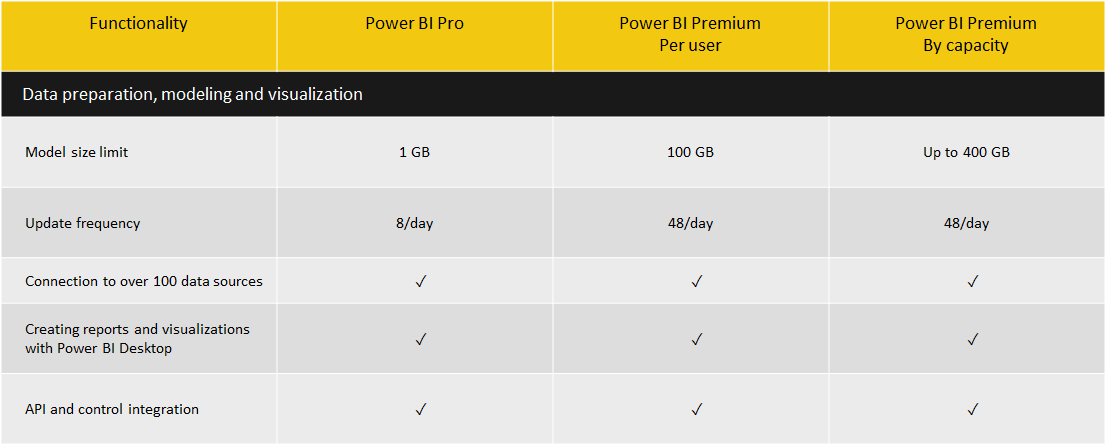 Functionality
Power BI Pro
Power BI Premium
Per user
Power BI Premium
By capacity
Data preparation, modeling and visualization
Model size limit
1 GB
100 GB
Up to 400 GB
Update frequency
8/day
48/day
48/day
Connection to over 100 data sources
✓
✓
✓
Creating reports and visualizations
with Power BI Desktop
✓
✓
✓
API and control integration
✓
✓
✓